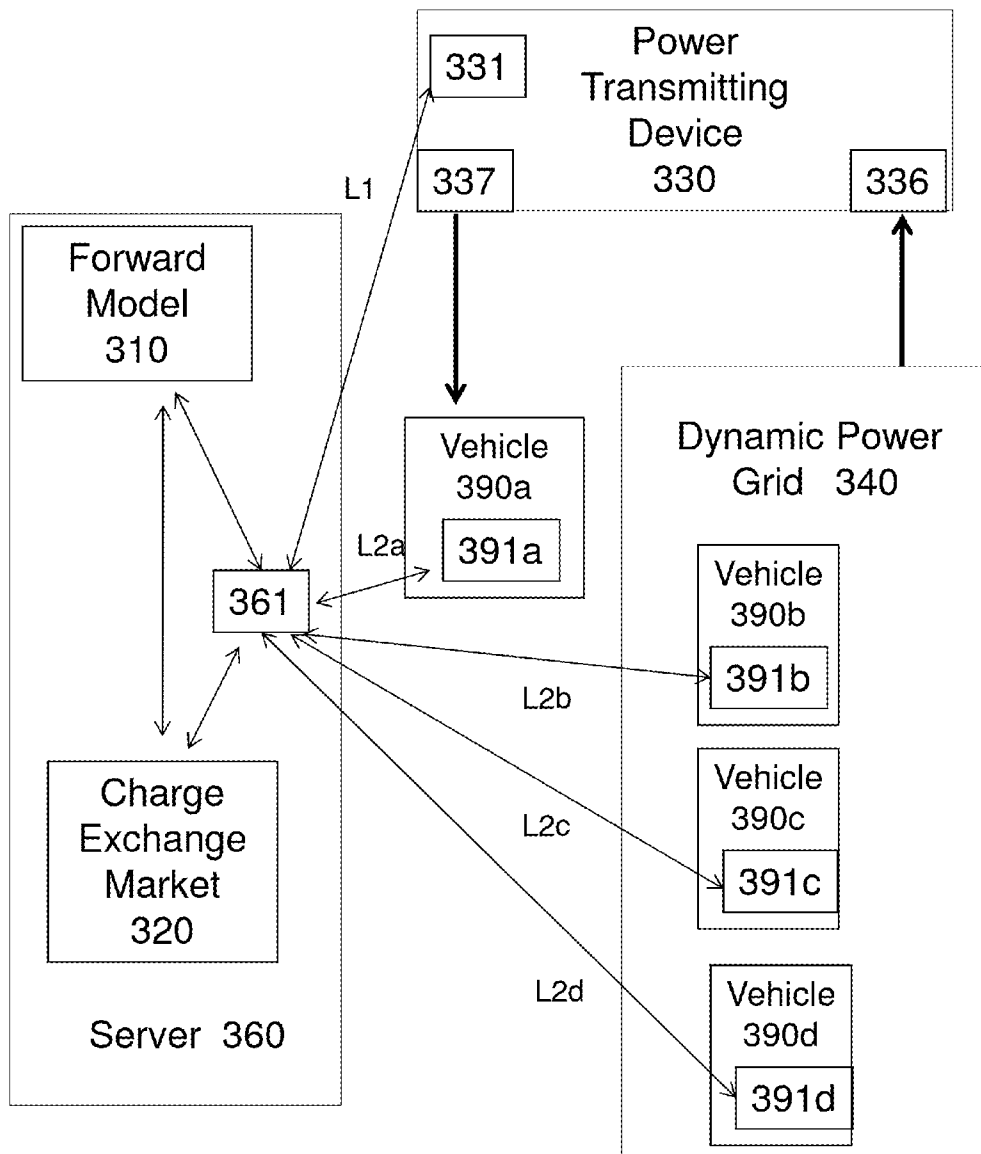 Power
Transmitting
Device
330
331
337
336
L1
Forward
Model
310
Vehicle
390a
391a
L2a
361
Dynamic Power
Grid 340
Vehicle
390b
391b
L2b
Vehicle
390c
391c
L2c
Charge
Exchange
Market
320
L2d
Vehicle
390d
391d
Server 360